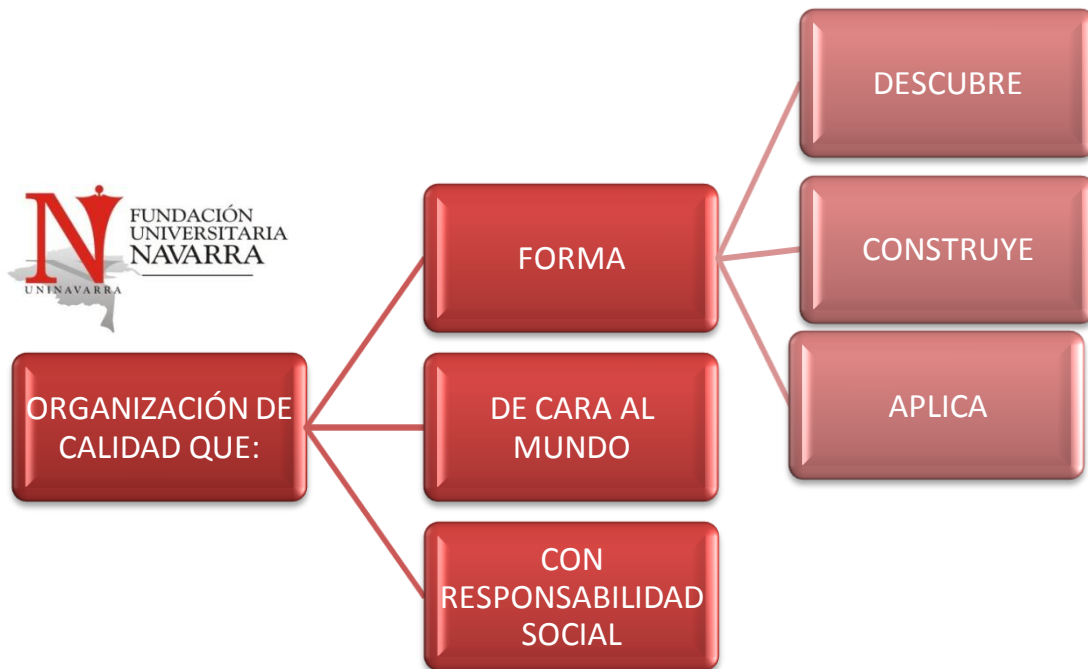 FUNDACIÓN
UNIVERSITARIA
NAVARRA
UNINAVARRA
ORGANIZACIÓN DE
CALIDAD QUE:
FORMA
DE CARA AL
MUNDO
CON
RESPONSABILIDAD
SOCIAL
DESCUBRE
CONSTRUYE
APLICA